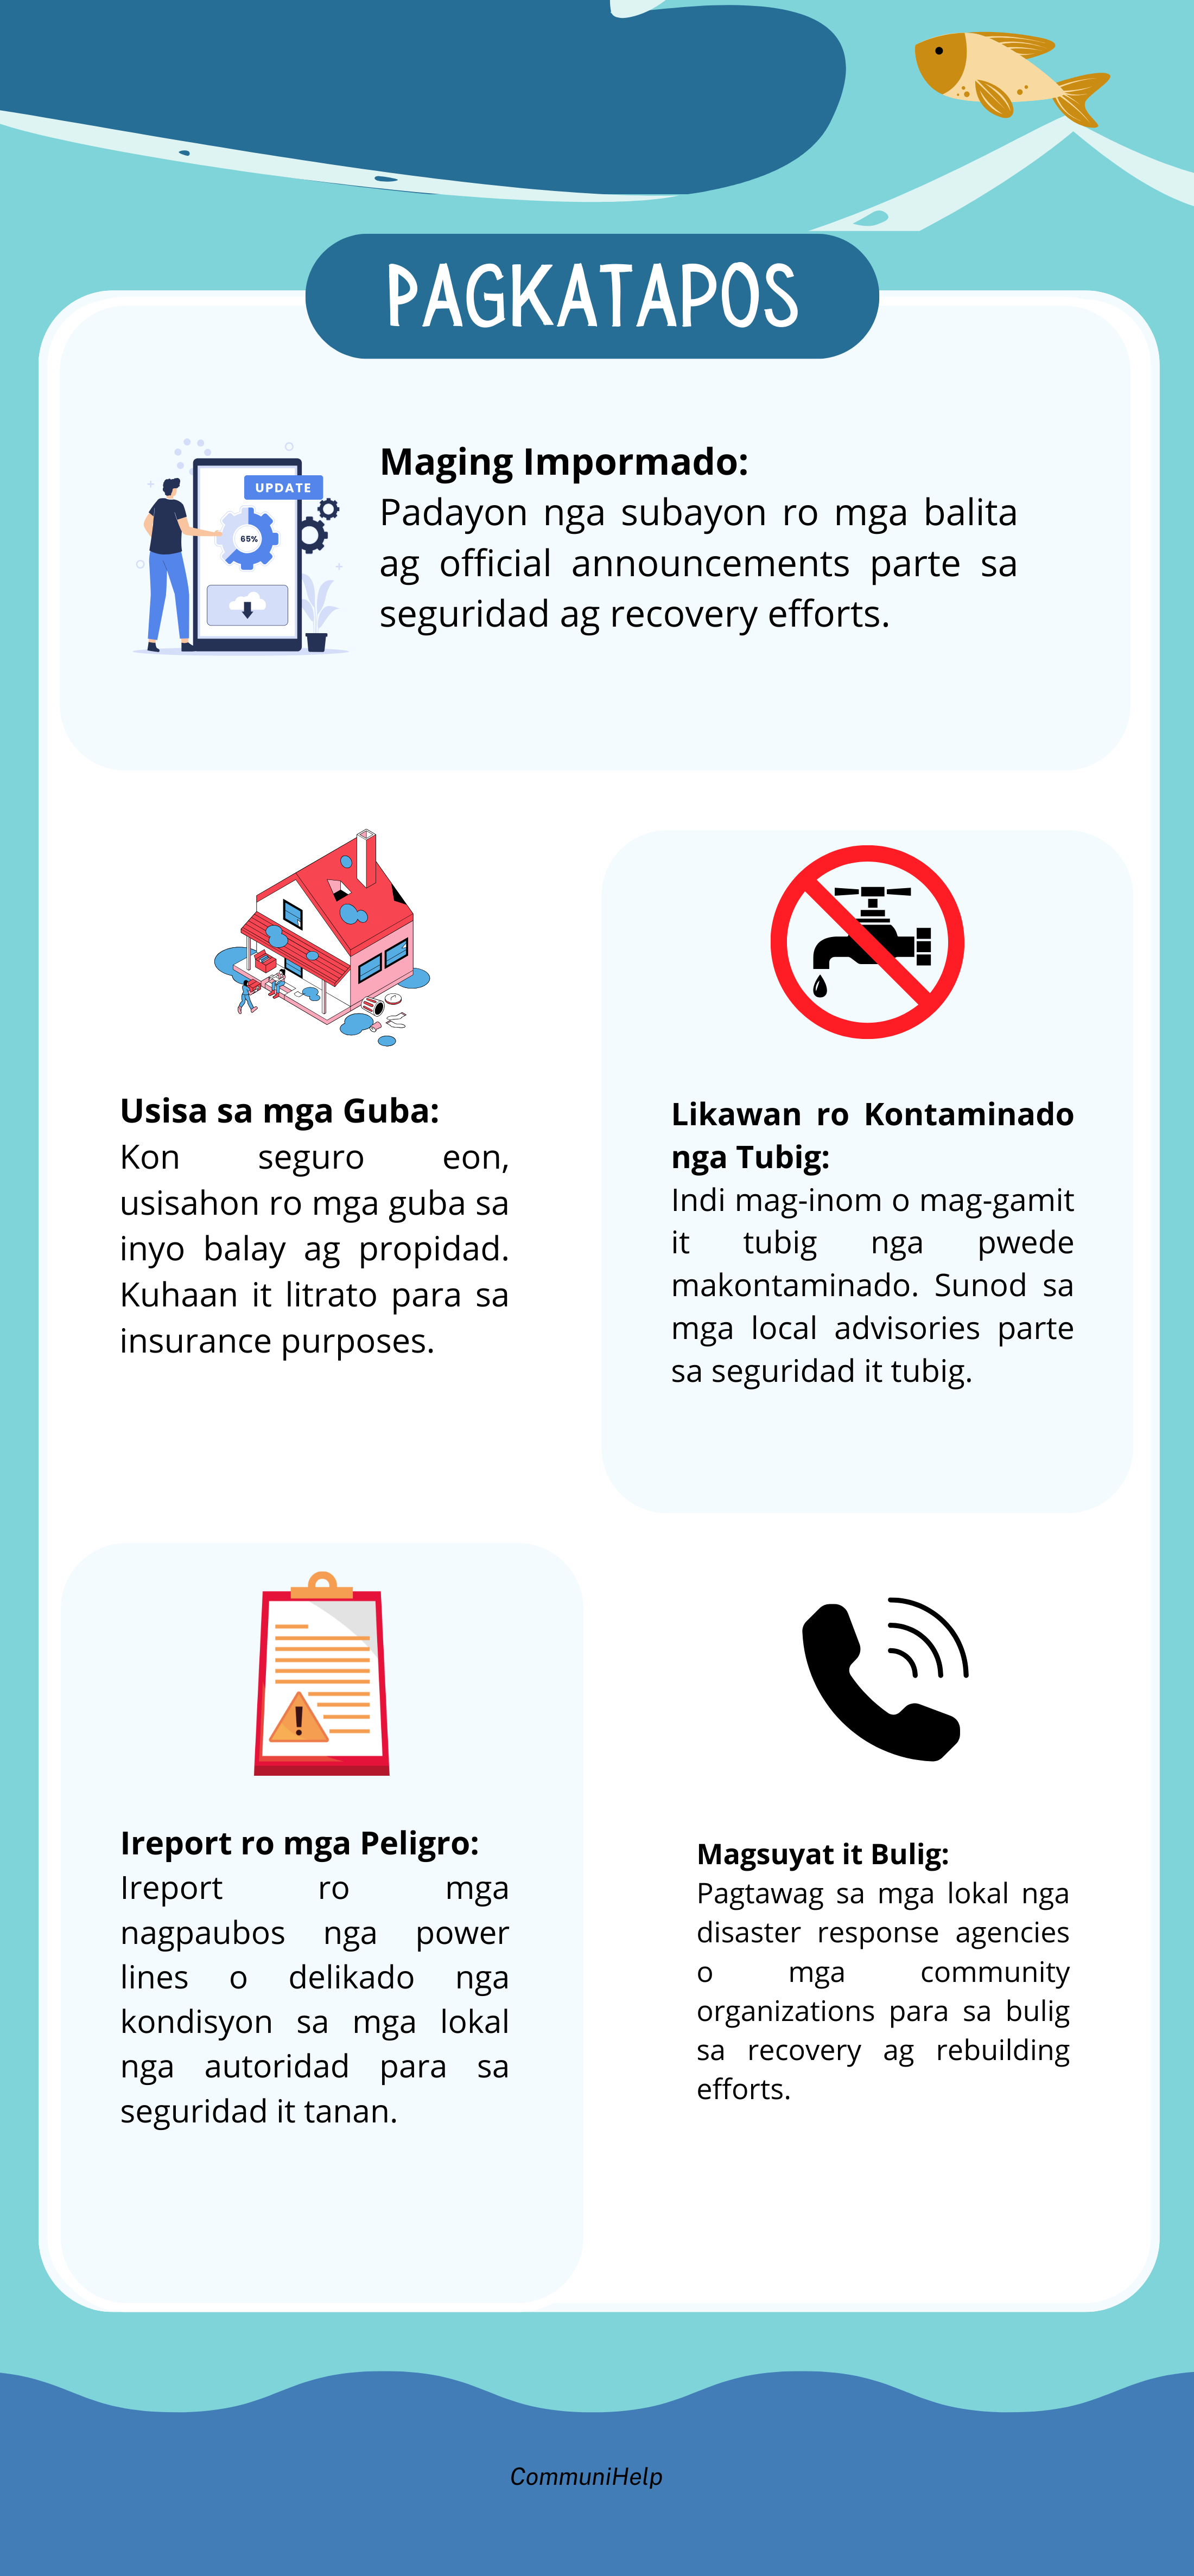 PAGKATAPOS
UPDATE
65%
Maging Impormado:
Padayon nga subayon ro mga balita
ag official announcements parte sa
seguridad ag recovery efforts.
Usisa sa mga Guba:
Kon seguro eon,
usisahon ro mga guba sa
inyo balay ag propidad.
Kuhaan it litrato para sa
insurance purposes.
Likawan ro Kontaminado
nga Tubig:
Indi mag-inom o mag-gamit
it tubig nga pwede
makontaminado. Sunod sa
mga local advisories parte
sa seguridad it tubig.
Ireport ro mga Peligro:
Ireport ro mga
nagpaubos nga power
lines o delikado nga
kondisyon sa mga lokal
nga autoridad para sa
seguridad it tanan.
Magsuyat it Bulig:
Pagtawag sa mga lokal nga
disaster response agencies
o mga community
organizations para sa bulig
sa recovery ag rebuilding
efforts.
CommuniHelp